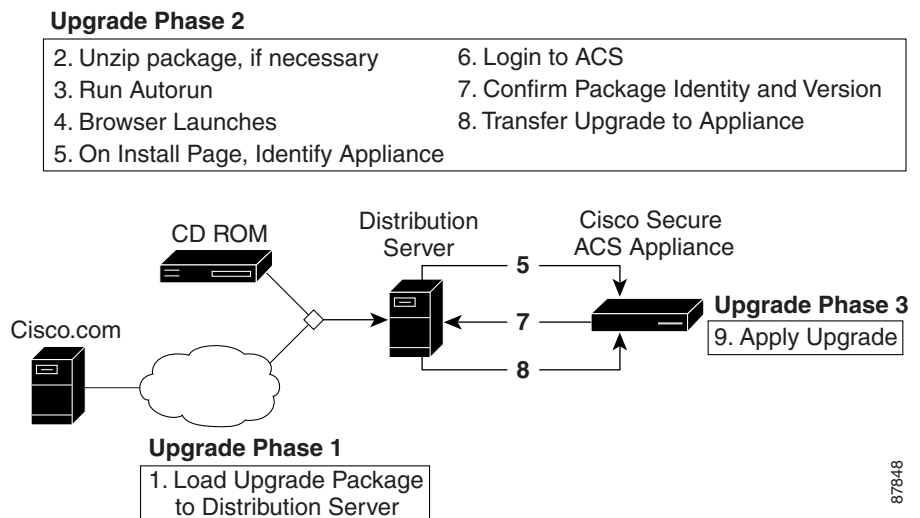 Upgrade Phase 2
2. Unzip package, if necessary
3. Run Autorun
4. Browser Launches
5. On Install Page, Identify Appliance
6. Login to ACS
7. Confirm Package Identity and Version
8. Transfer Upgrade to Appliance
CD ROM
Distribution
Server
Cisco Secure
ACS Appliance
5
7
8
Upgrade Phase 3
9. Apply Upgrade
Cisco.com
Upgrade Phase 1
1. Load Upgrade Package
to Distribution Server
87848